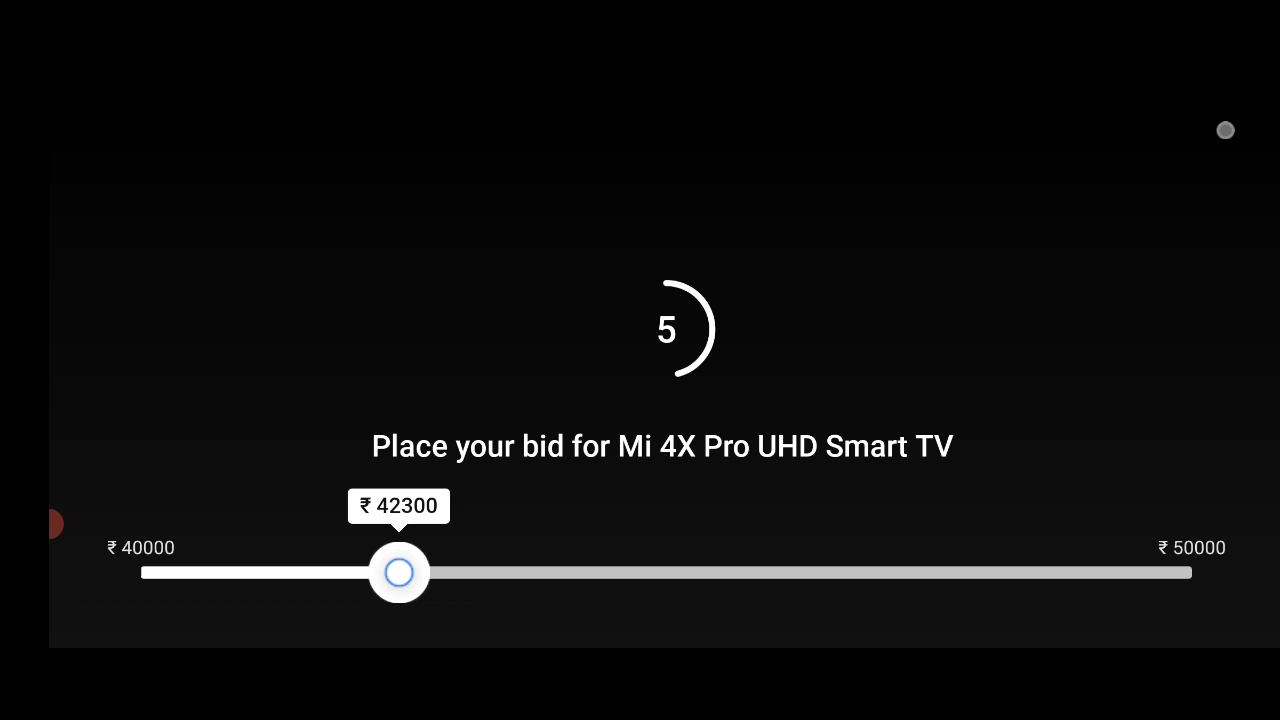 5
Place your bid for Mi 4X Pro UHD Smart TV
₹ 42300
₹ 40000
₹ 50000